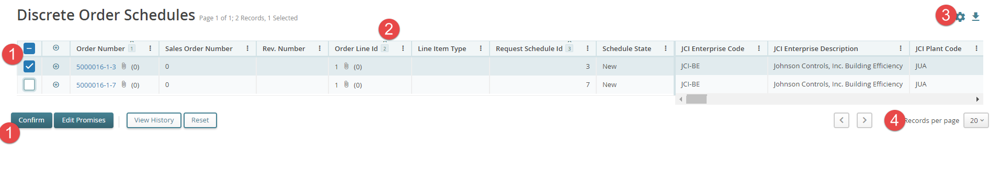 Discrete Order Schedules Page 1 of 1; 2 Records, 1 Selected 3
2
1 Order Number 1 Sales Order Number Rev. Number Order Line Id 2 Line Item Type Request Schedule Id 3 Schedule State JCI Enterprise Code JCI Enterprise Description JCI Plant Code
5000016-1-3 (0) 0 1 (0) 3 New JCI-BE Johnson Controls, Inc. Building Efficiency JUA
5000016-1-7 (0) 0 1 (0) 7 New JCI-BE Johnson Controls, Inc. Building Efficiency JUA
Confirm Edit Promises View History Reset 4 Records per page 20
1